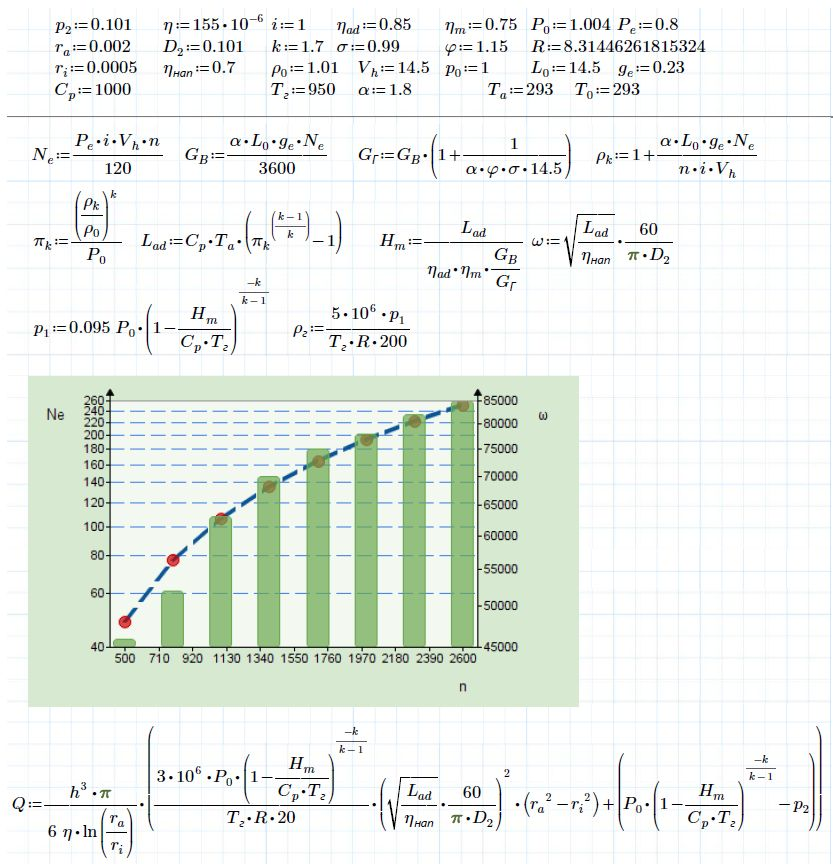 p₂:=0.101 η:=155•10⁻⁶ i:=1 η_ad:=0.85 η_m:=0.75 P₀:=1.004 P_e:=0.8
r_a:=0.002 D₂:=0.101 k:=1.7 σ:=0.99 φ:=1.15 R:=8.31446261815324
r_i:=0.0005 η_нап:=0.7 ρ₀:=1.01 V_h:=14.5 p₀:=1 L₀:=14.5 g_e:=0.23
C_p:=1000 T_г:=950 α:=1.8 T_a:=293 T₀:=293
N_e:=(P_e•i•V_h•n)/120 G_B:=(α•L₀•g_e•N_e)/3600 G_Г:=G_B•(1+1/(α•φ•σ•14.5)) ρ_k:=1+(α•L₀•g_e•N_e)/(n•i•V_h)
π_k:=((ρ_k/ρ₀)^k)/P₀ L_ad:=C_p•T_a•(π_k^((k-1)/k)-1) H_m:=L_ad/(η_ad•η_m•(G_B/G_Г)) ω:=√(L_ad/η_нап)•60/(π•D₂)
p₁:=0.095 P₀•(1-H_m/(C_p•T_г))^(-k/(k-1)) ρ_г:=(5•10⁶•p₁)/(T_г•R•200)
Ne ω
260 85000
240
220 80000
200
180 75000
160
140 70000
120 65000
100 60000
80
55000
60 50000
40 45000
500 710 920 1130 1340 1550 1760 1970 2180 2390 2600
n
Q:=(h³•π)/(6 η•ln(r_a/r_i))•((3•10⁶•P₀•(1-H_m/(C_p•T_г))^(-k/(k-1)))/(T_г•R•20)•(√(L_ad/η_нап)•60/(π•D₂))²•(r_a²-r_i²)+(P₀•(1-H_m/(C_p•T_г))^(-k/(k-1))-p₂))